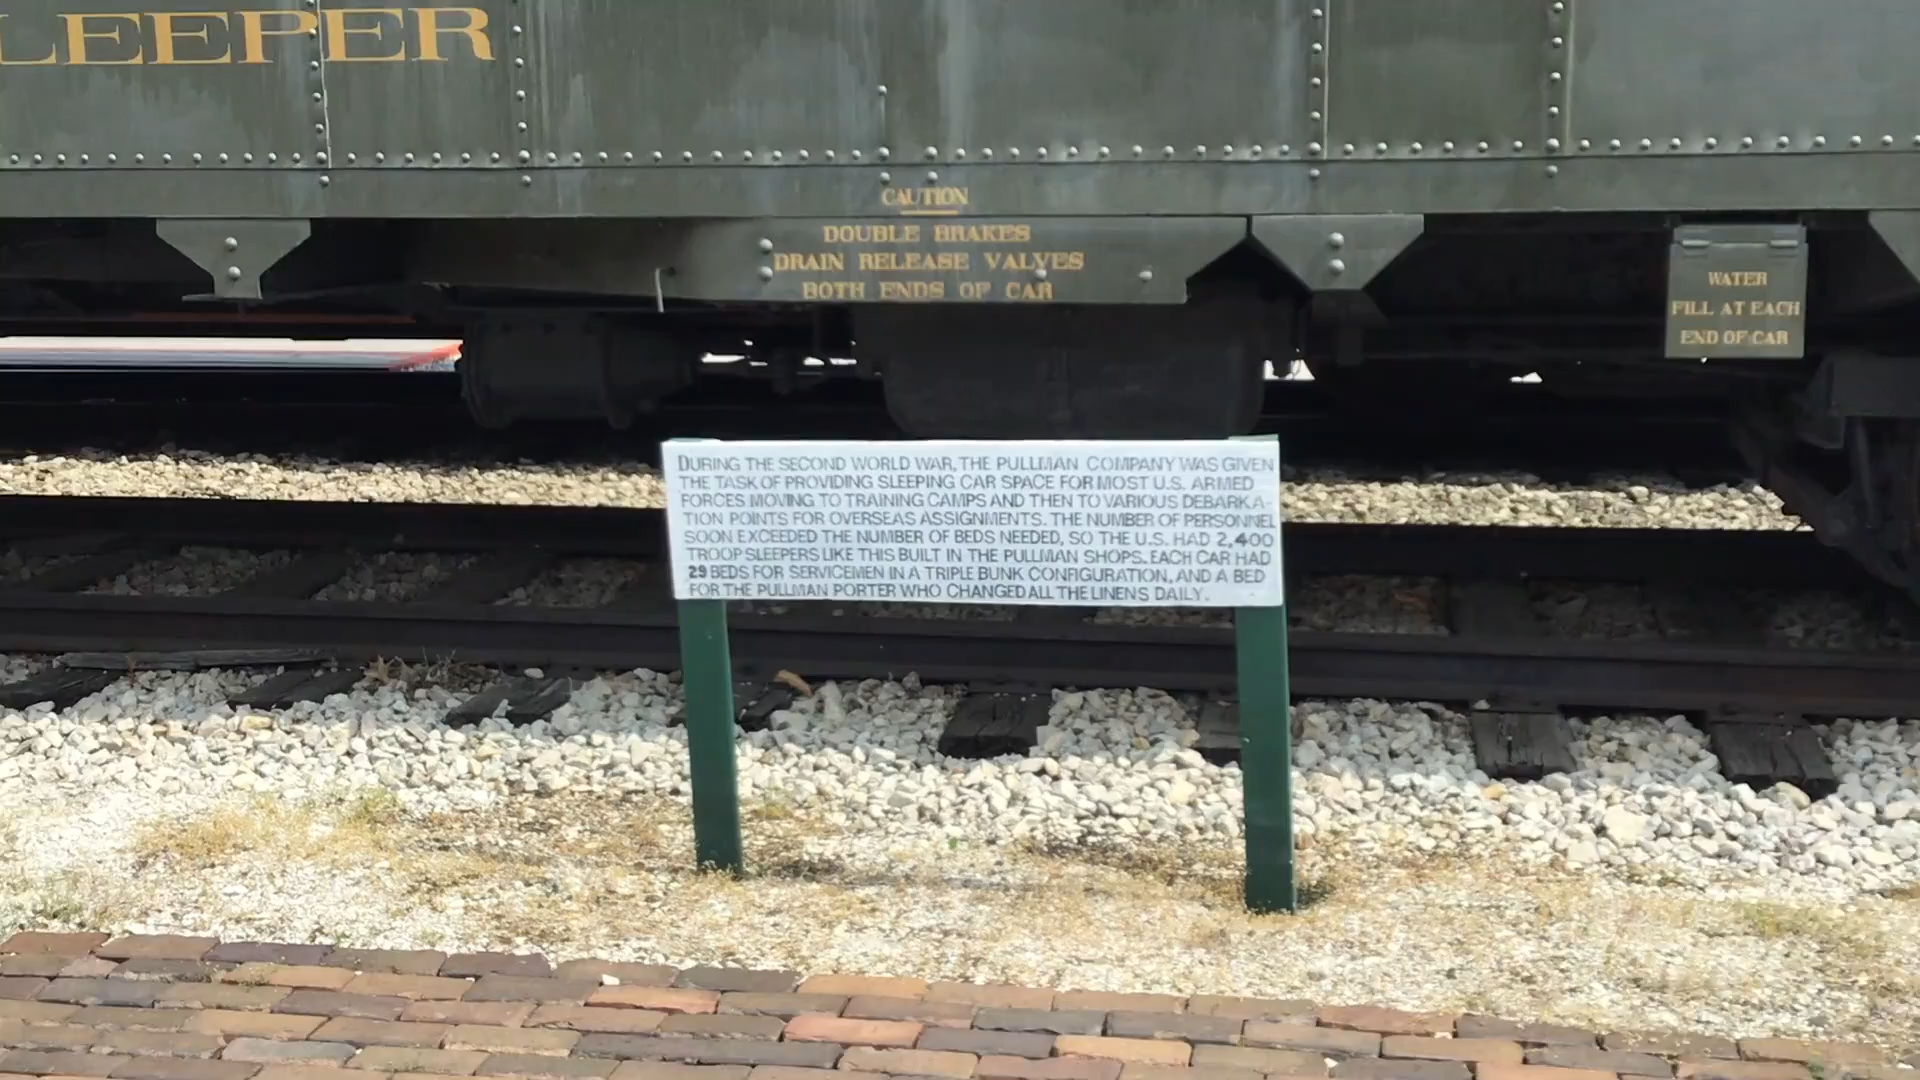 LEEPER
CAUTION
DOUBLE BRAKES
DRAIN RELEASE VALVES
BOTH ENDS OF CAR
WATER
FILL AT EACH
END OF CAR
DURING THE SECOND WORLD WAR, THE PULLMAN COMPANY WAS GIVEN
THE TASK OF PROVIDING SLEEPING CAR SPACE FOR MOST U.S. ARMED
FORCES MOVING TO TRAINING CAMPS AND THEN TO VARIOUS DEBARKA-
TION POINTS FOR OVERSEAS ASSIGNMENTS. THE NUMBER OF PERSONNEL
SOON EXCEEDED THE NUMBER OF BEDS NEEDED, SO THE U.S. HAD 2,400
TROOP SLEEPERS LIKE THIS BUILT IN THE PULLMAN SHOPS. EACH CAR HAD
29 BEDS FOR SERVICEMEN IN A TRIPLE BUNK CONFIGURATION, AND A BED
FOR THE PULLMAN PORTER WHO CHANGED ALL THE LINENS DAILY.